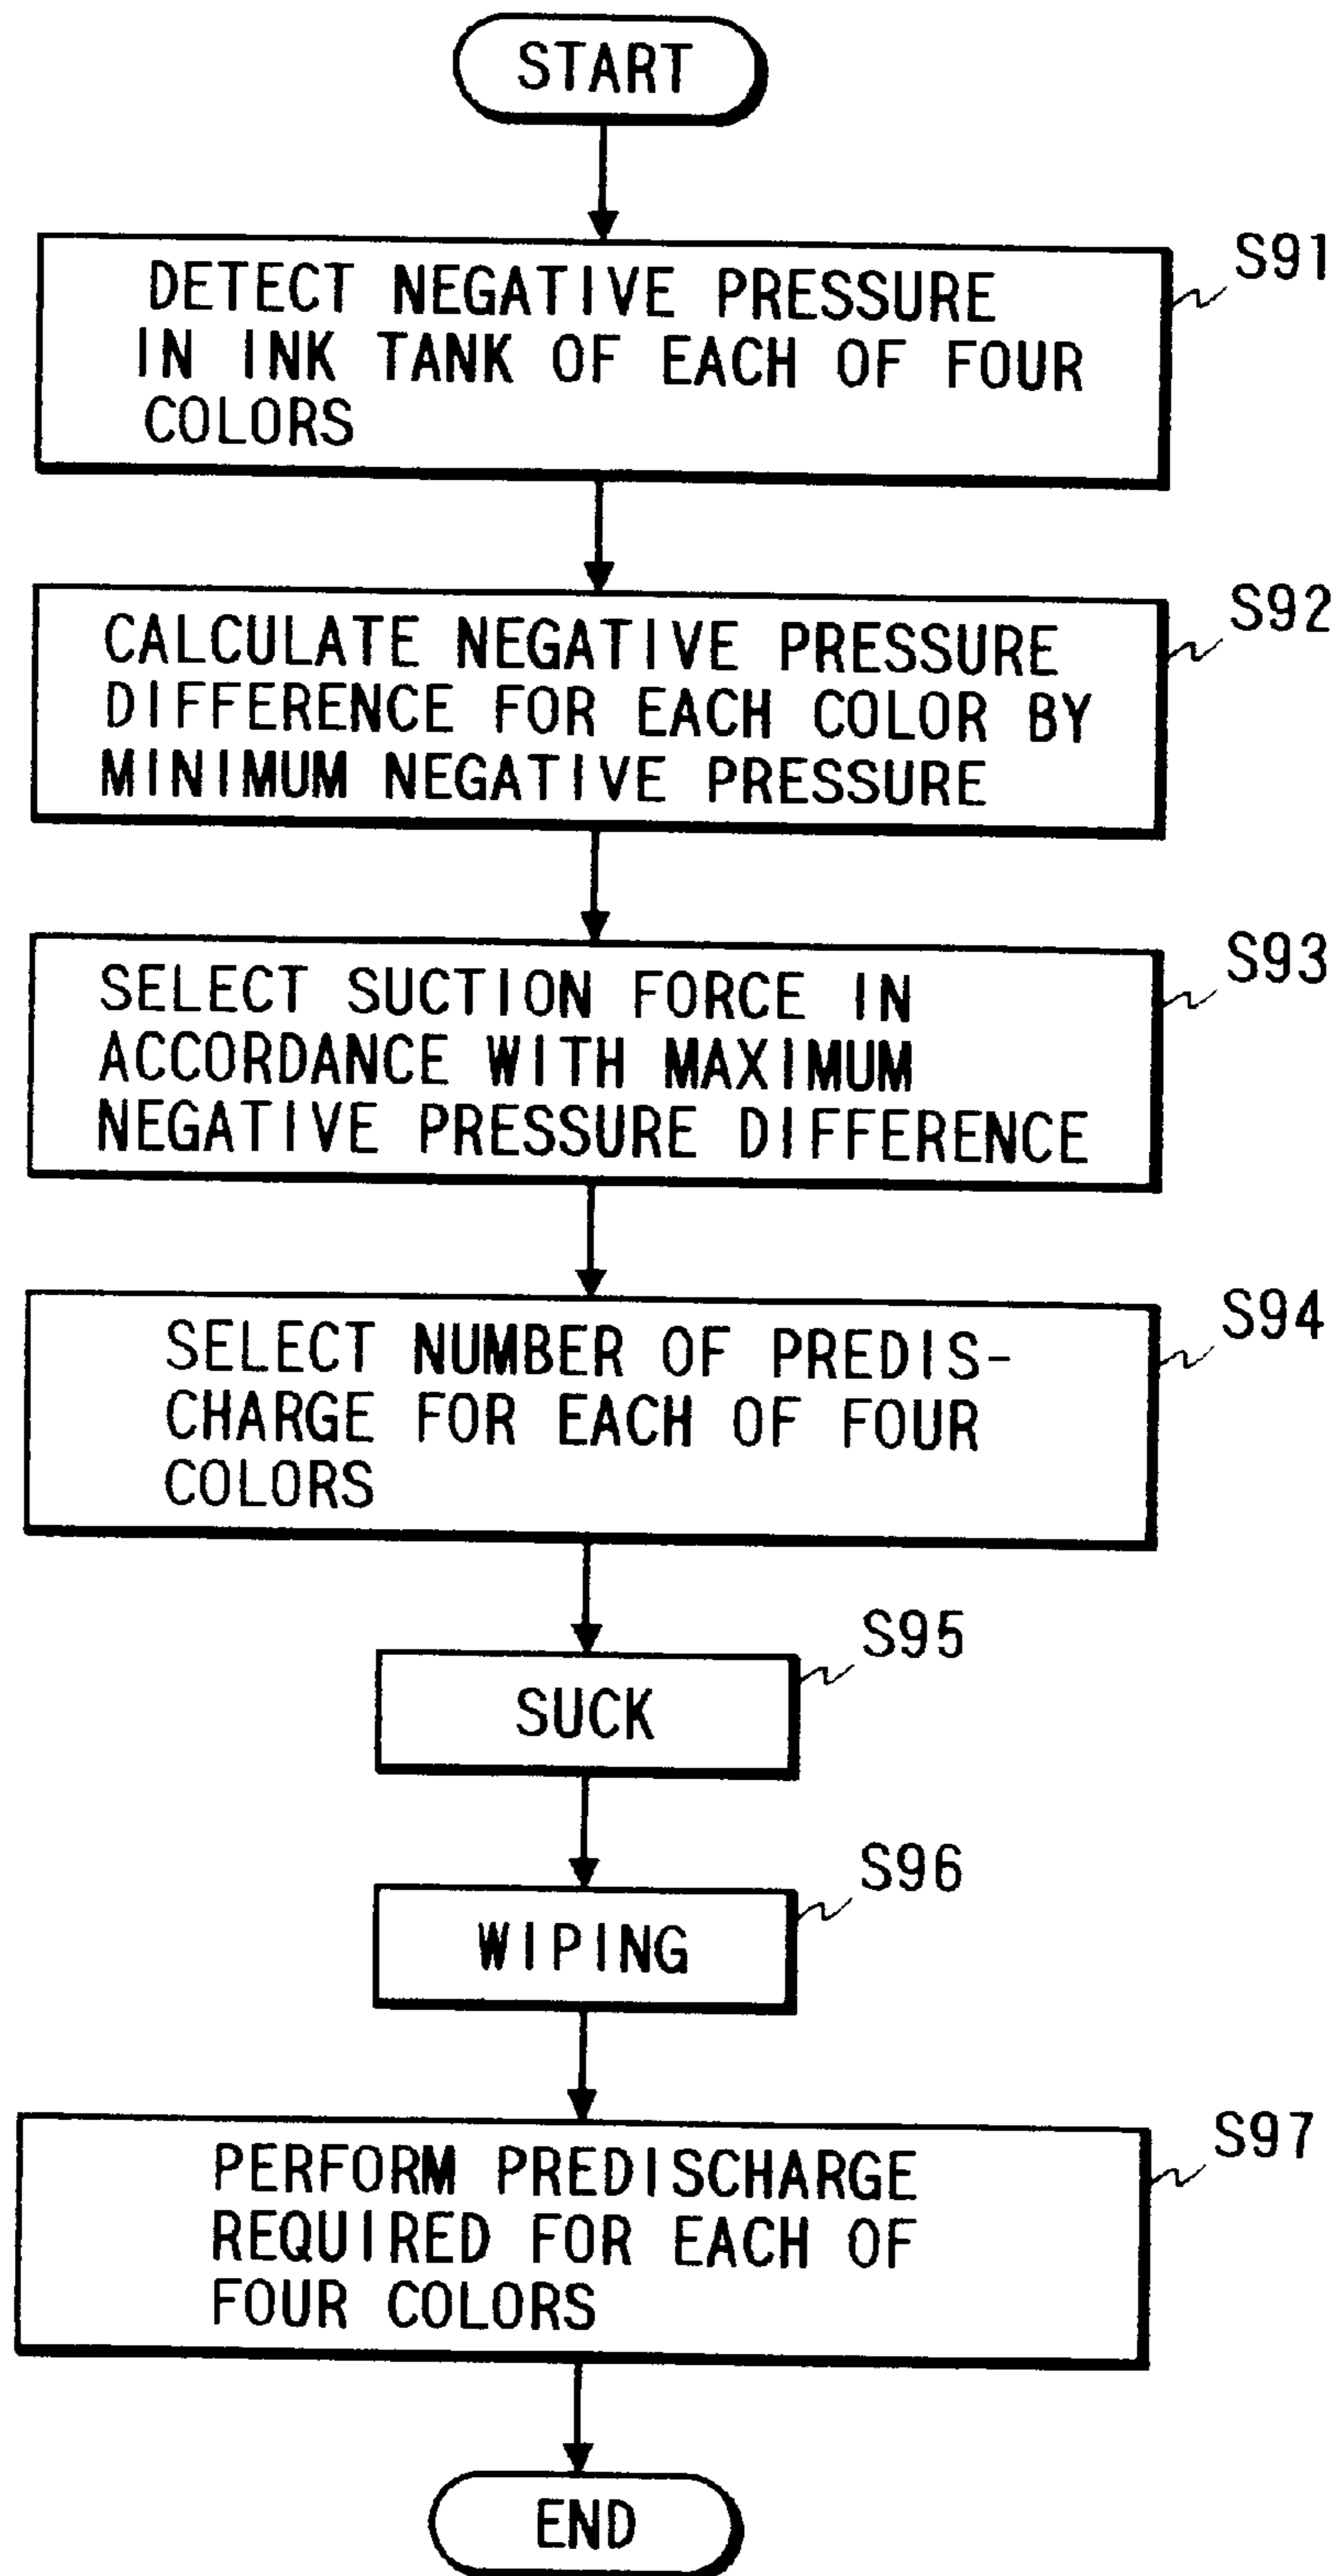 START
S91
DETECT NEGATIVE PRESSURE
IN INK TANK OF EACH OF FOUR
COLORS
S92
CALCULATE NEGATIVE PRESSURE
DIFFERENCE FOR EACH COLOR BY
MINIMUM NEGATIVE PRESSURE
S93
SELECT SUCTION FORCE IN
ACCORDANCE WITH MAXIMUM
NEGATIVE PRESSURE DIFFERENCE
S94
SELECT NUMBER OF PREDIS-
CHARGE FOR EACH OF FOUR
COLORS
S95
SUCK
S96
WIPING
S97
PERFORM PREDISCHARGE
REQUIRED FOR EACH OF
FOUR COLORS
END